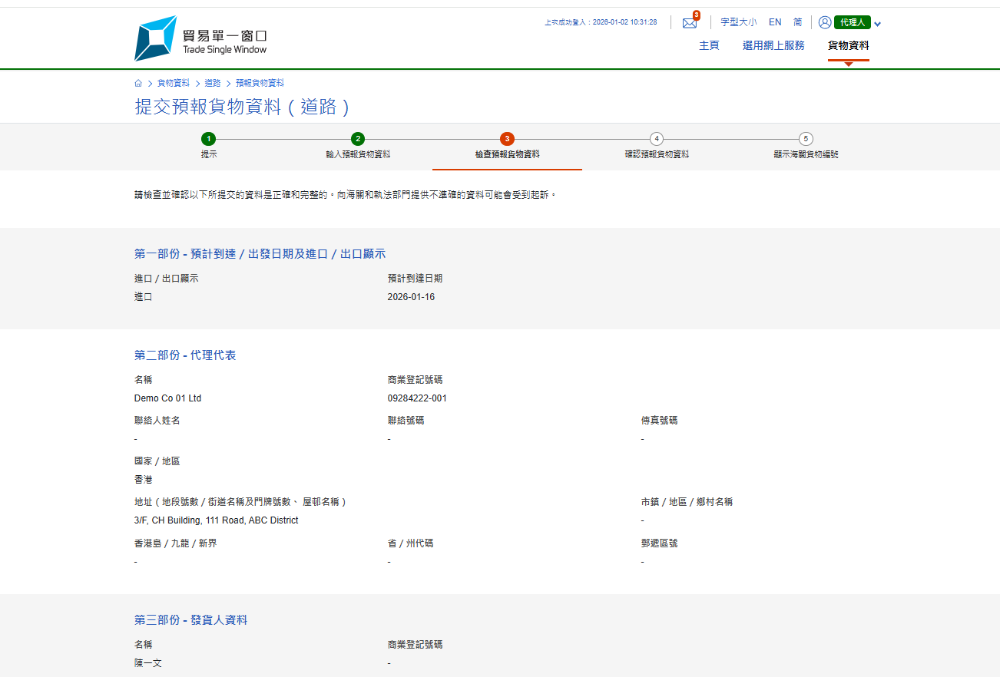 貿易單一窗口
Trade Single Window
上次成功登入：2026-01-02 10:31:28
3
字型大小 EN 简 代理人
主頁 選用網上服務 貨物資料
貨物資料 道路 預報貨物資料
提交預報貨物資料 ( 道路 )
1 2 3 4 5
提示 輸入預報貨物資料 檢查預報貨物資料 確認預報貨物資料 顯示海關貨物編號
請檢查並確認以下所提交的資料是正確和完整的。向海關和執法部門提供不準確的資料可能會受到起訴。
第一部份 - 預計到達 / 出發日期及進口 / 出口顯示
進口 / 出口顯示 預計到達日期
進口 2026-01-16
第二部份 - 代理代表
名稱 商業登記號碼
Demo Co 01 Ltd 09284222-001
聯絡人姓名 聯絡號碼 傳真號碼
- - -
國家 / 地區
香港
地址 ( 地段號數 / 街道名稱及門牌號數、 屋邨名稱 ) 市鎮 / 地區 / 鄉村名稱
3/F, CH Building, 111 Road, ABC District -
香港島 / 九龍 / 新界 省 / 州代碼 郵遞區號
- - -
第三部份 - 發貨人資料
名稱 商業登記號碼
陳一文 -